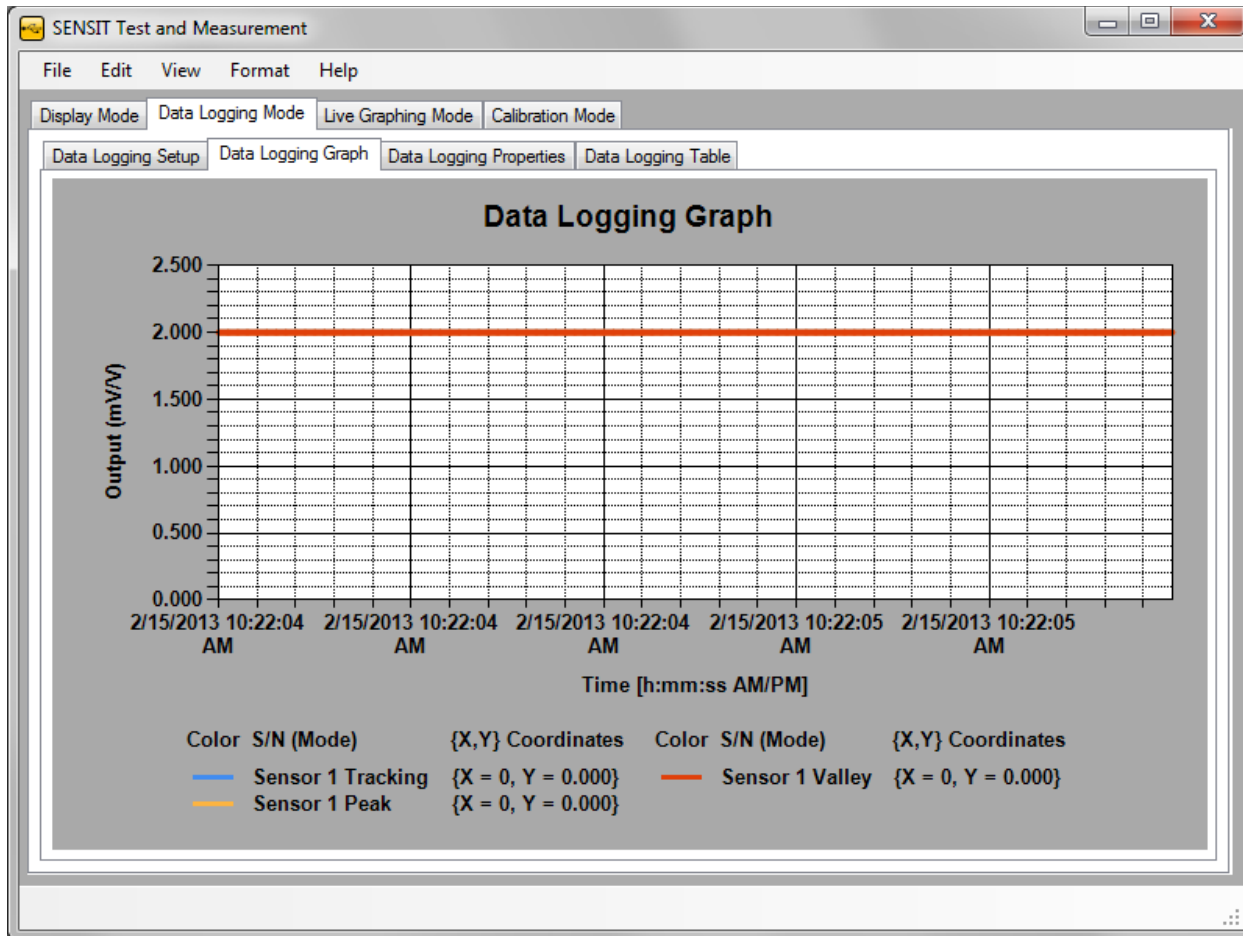 SENSIT Test and Measurement
File Edit View Format Help
Display Mode Data Logging Mode Live Graphing Mode Calibration Mode
Data Logging Setup Data Logging Graph Data Logging Properties Data Logging Table
Data Logging Graph
2.500
2.000
1.500
1.000
0.500
0.000
Output (mV/V)
2/15/2013 10:22:04 2/15/2013 10:22:04 2/15/2013 10:22:04 2/15/2013 10:22:05 2/15/2013 10:22:05
AM AM AM AM AM
Time [h:mm:ss AM/PM]
Color S/N (Mode) {X,Y} Coordinates Color S/N (Mode) {X,Y} Coordinates
Sensor 1 Tracking {X = 0, Y = 0.000} Sensor 1 Valley {X = 0, Y = 0.000}
Sensor 1 Peak {X = 0, Y = 0.000}